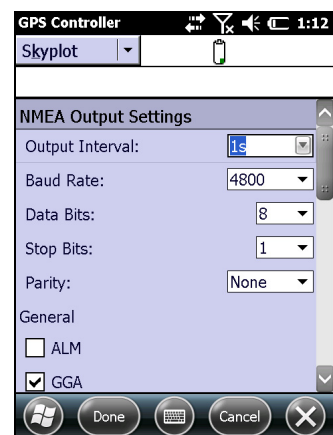 GPS Controller 1:12
Skyplot
NMEA Output Settings
Output Interval: 1s
Baud Rate: 4800
Data Bits: 8
Stop Bits: 1
Parity: None
General
ALM
GGA
Done Cancel